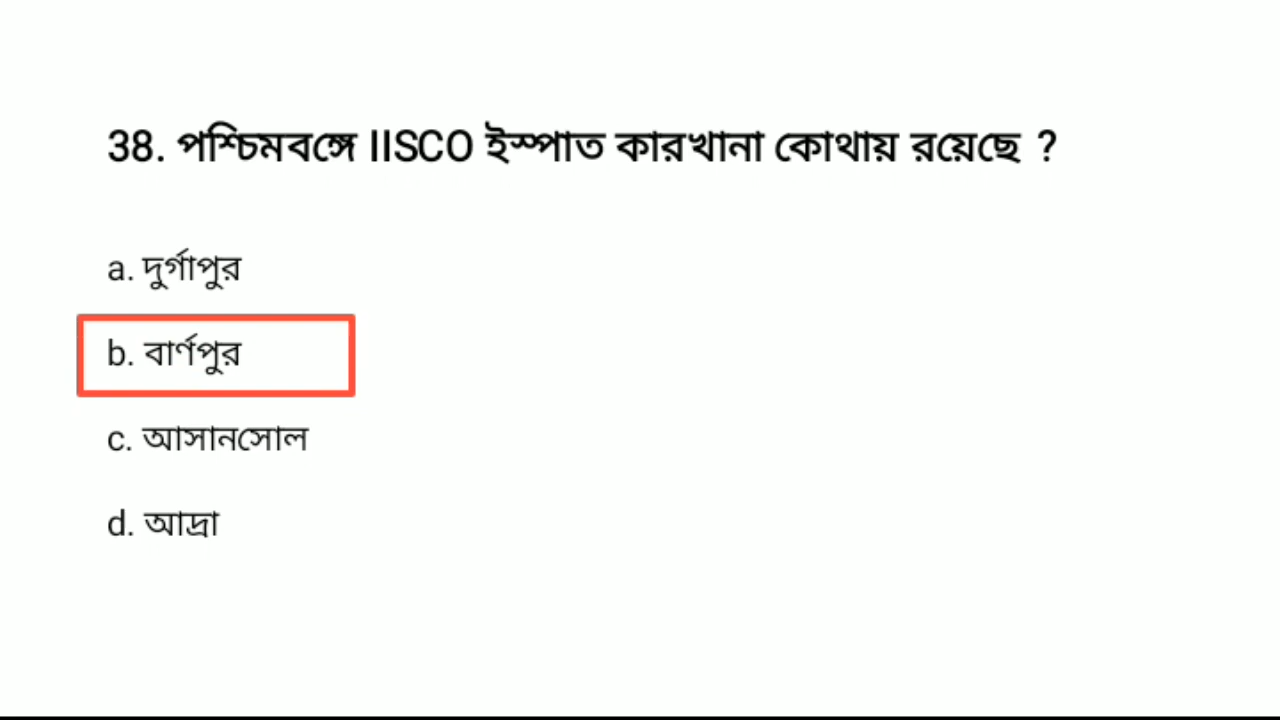 38. পশ্চিমবঙ্গে IISCO ইস্পাত কারখানা কোথায় রয়েছে ?
a. দুর্গাপুর
b. বার্ণপুর
c. আসানসোল
d. আদ্রা